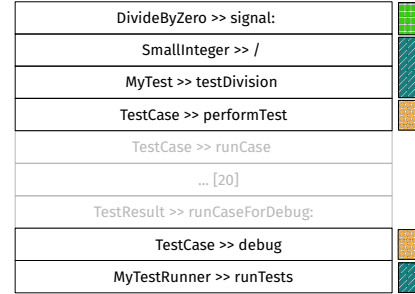 DivideByZero >> signal:
SmallInteger >> /
MyTest >> testDivision
TestCase >> performTest
TestCase >> runCase
... [20]
TestResult >> runCaseForDebug:
TestCase >> debug
MyTestRunner >> runTests